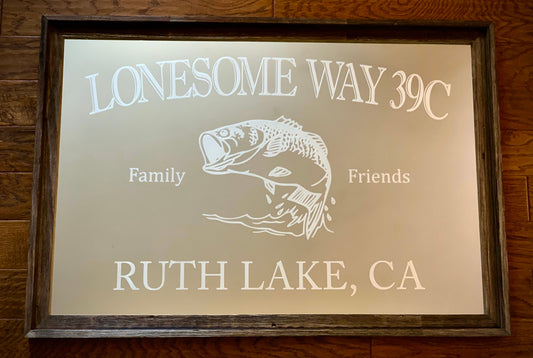 LONESOME WAY 39C
Family Friends
RUTH LAKE, CA